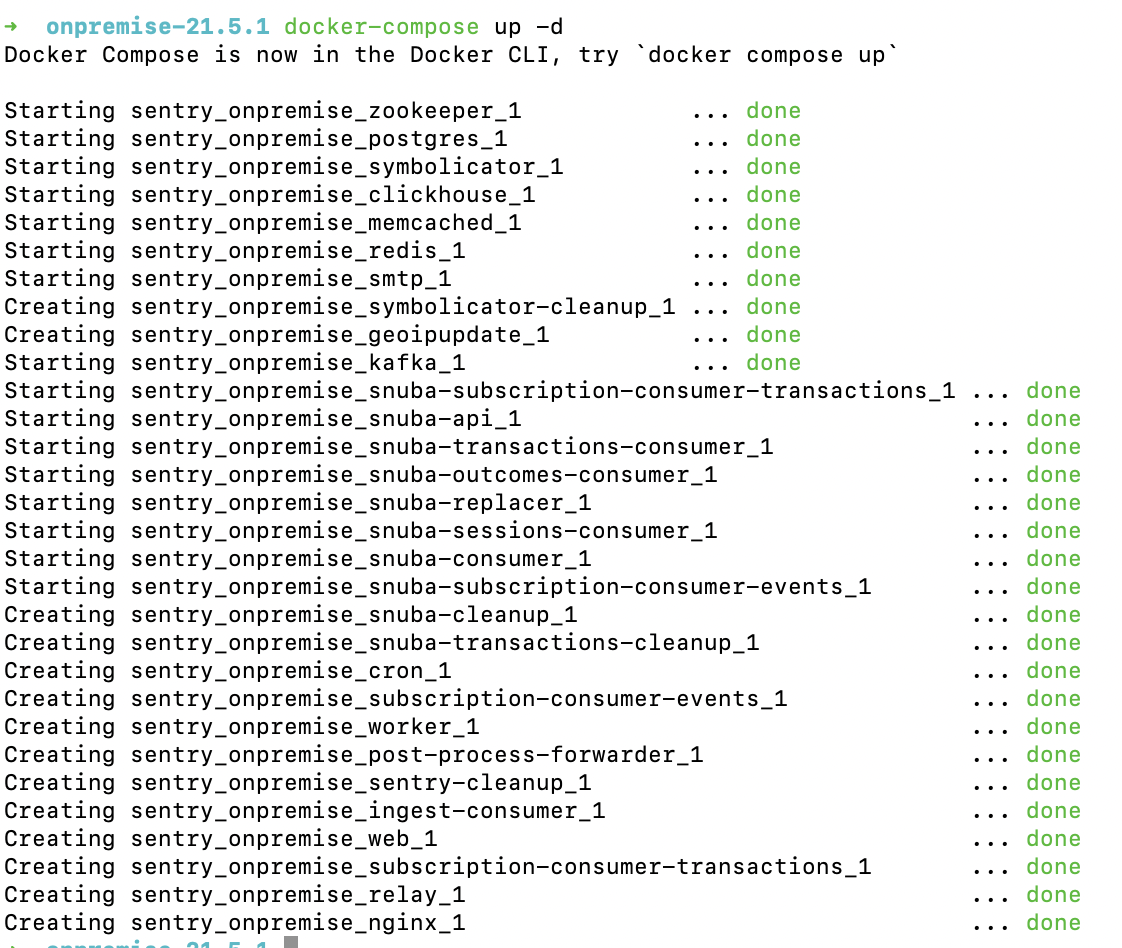 ➜  onpremise-21.5.1 docker-compose up -d
Docker Compose is now in the Docker CLI, try `docker compose up`

Starting sentry_onpremise_zookeeper_1            ... done
Starting sentry_onpremise_postgres_1             ... done
Starting sentry_onpremise_symbolicator_1         ... done
Starting sentry_onpremise_clickhouse_1           ... done
Starting sentry_onpremise_memcached_1            ... done
Starting sentry_onpremise_redis_1                ... done
Starting sentry_onpremise_smtp_1                 ... done
Creating sentry_onpremise_symbolicator-cleanup_1 ... done
Creating sentry_onpremise_geoipupdate_1          ... done
Starting sentry_onpremise_kafka_1                ... done
Starting sentry_onpremise_snuba-subscription-consumer-transactions_1 ... done
Starting sentry_onpremise_snuba-api_1                                ... done
Starting sentry_onpremise_snuba-transactions-consumer_1              ... done
Starting sentry_onpremise_snuba-outcomes-consumer_1                  ... done
Starting sentry_onpremise_snuba-replacer_1                           ... done
Starting sentry_onpremise_snuba-sessions-consumer_1                  ... done
Starting sentry_onpremise_snuba-consumer_1                           ... done
Starting sentry_onpremise_snuba-subscription-consumer-events_1       ... done
Creating sentry_onpremise_snuba-cleanup_1                            ... done
Creating sentry_onpremise_snuba-transactions-cleanup_1               ... done
Creating sentry_onpremise_cron_1                                     ... done
Creating sentry_onpremise_subscription-consumer-events_1             ... done
Creating sentry_onpremise_worker_1                                   ... done
Creating sentry_onpremise_post-process-forwarder_1                   ... done
Creating sentry_onpremise_sentry-cleanup_1                           ... done
Creating sentry_onpremise_ingest-consumer_1                          ... done
Creating sentry_onpremise_web_1                                      ... done
Creating sentry_onpremise_subscription-consumer-transactions_1       ... done
Creating sentry_onpremise_relay_1                                    ... done
Creating sentry_onpremise_nginx_1                                    ... done
➜  onpremise-21.5.1